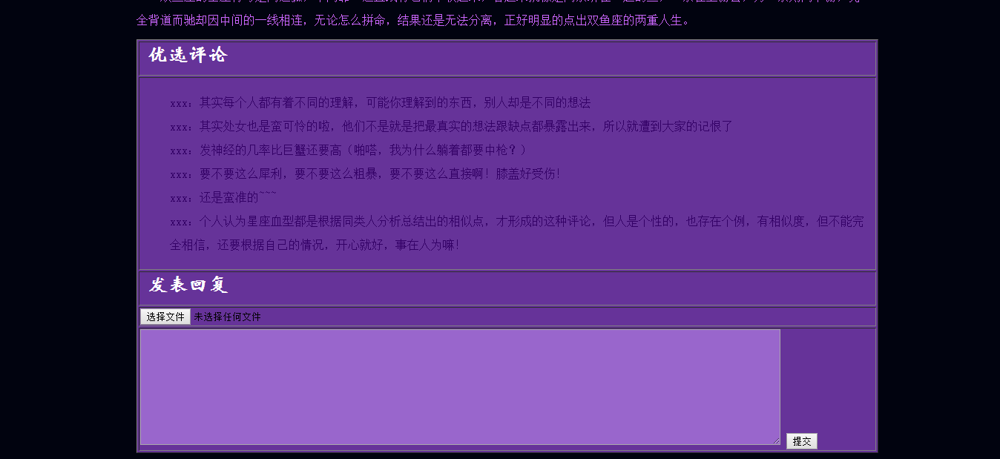 全背道而驰却因中间的一线相连，无论怎么拼命，结果还是无法分离，正好明显的点出双鱼座的两重人生。
优选评论
xxx：其实每个人都有着不同的理解，可能你理解到的东西，别人却是不同的想法
xxx：其实处女也是蛮可怜的啦，他们不是就是把最真实的想法跟缺点都暴露出来，所以就遭到大家的记恨了
xxx：发神经的几率比巨蟹还要高（啪嗒，我为什么躺着都要中枪？）
xxx：要不要这么犀利，要不要这么粗暴，要不要这么直接啊！膝盖好受伤！
xxx：还是蛮准的~~~
xxx：个人认为星座血型都是根据同类人分析总结出的相似点，才形成的这种评论，但人是个性的，也存在个例，有相似度，但不能完
全相信，还要根据自己的情况，开心就好，事在人为嘛！
发表回复
选择文件 未选择任何文件
提交